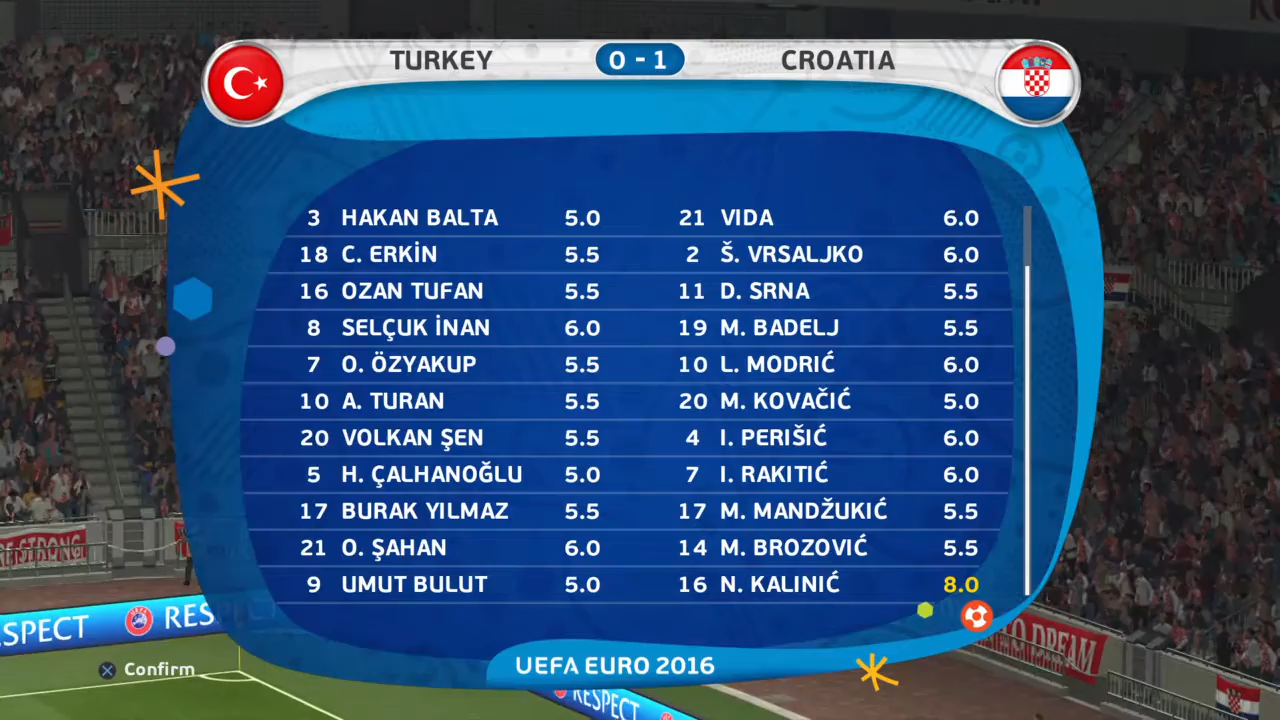 TURKEY 0 - 1 CROATIA
3 HAKAN BALTA 5.0 21 VIDA 6.0
18 C. ERKİN 5.5 2 Š. VRSALJKO 6.0
16 OZAN TUFAN 5.5 11 D. SRNA 5.5
8 SELÇUK İNAN 6.0 19 M. BADELJ 5.5
7 O. ÖZYAKUP 5.5 10 L. MODRIĆ 6.0
10 A. TURAN 5.5 20 M. KOVAČIĆ 5.0
20 VOLKAN ŞEN 5.5 4 I. PERIŠIĆ 6.0
5 H. ÇALHANOĞLU 5.0 7 I. RAKITIĆ 6.0
17 BURAK YILMAZ 5.5 17 M. MANDŽUKIĆ 5.5
21 O. ŞAHAN 6.0 14 M. BROZOVIĆ 5.5
9 UMUT BULUT 5.0 16 N. KALINIĆ 8.0
STRONG
SPECT RES
DREAM
Confirm
UEFA EURO 2016
RESPECT